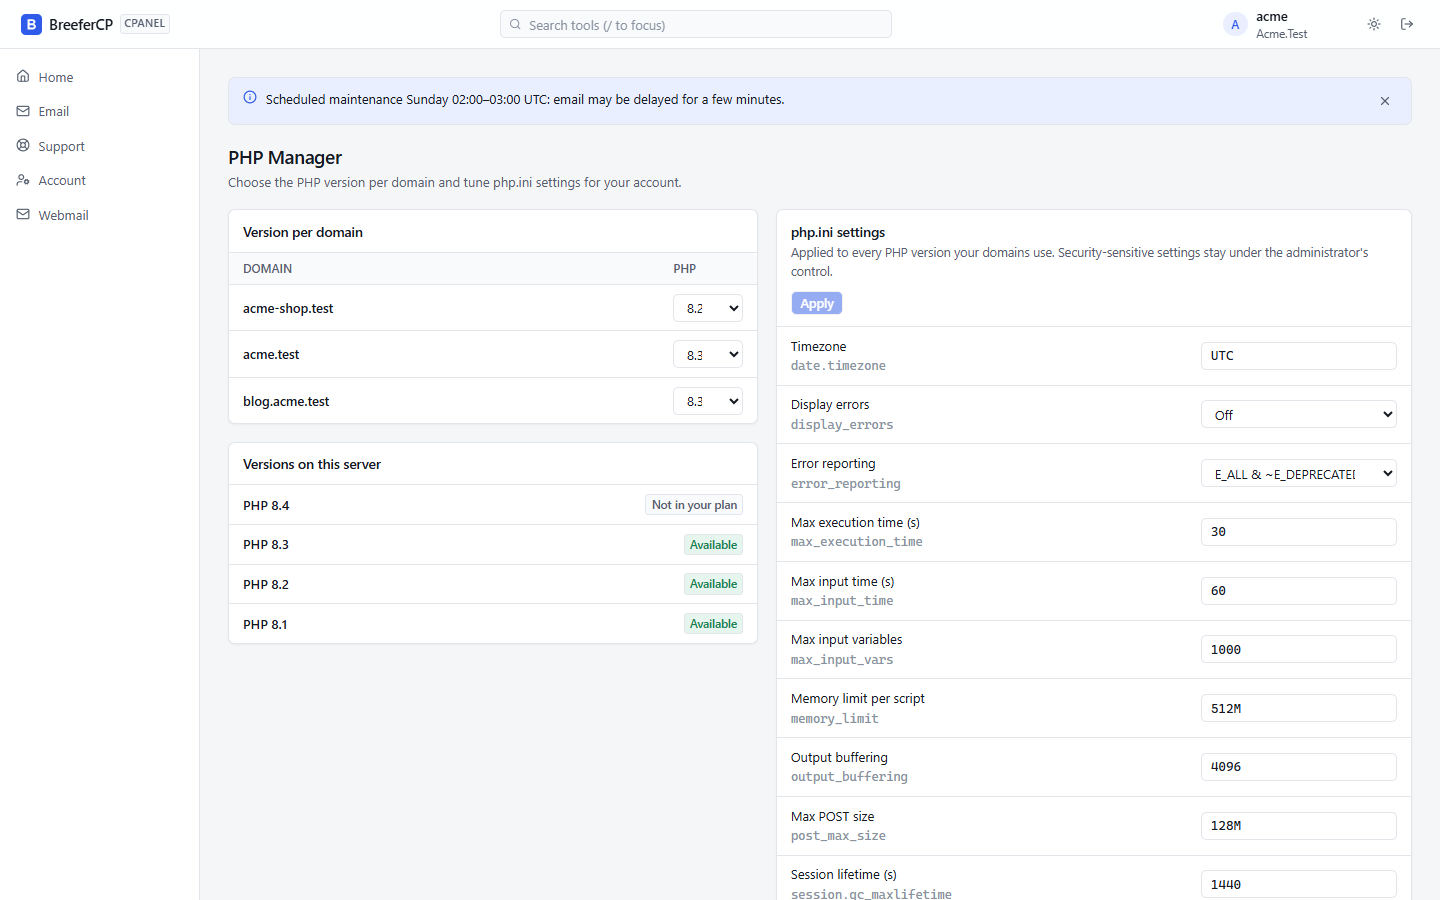 B BreeferCP CPANEL
Search tools (/ to focus)
A acme
Acme.Test
Home
Email
Support
Account
Webmail
Scheduled maintenance Sunday 02:00–03:00 UTC: email may be delayed for a few minutes.
PHP Manager
Choose the PHP version per domain and tune php.ini settings for your account.
Version per domain
DOMAIN PHP
acme-shop.test 8.2
acme.test 8.3
blog.acme.test 8.3
Versions on this server
PHP 8.4 Not in your plan
PHP 8.3 Available
PHP 8.2 Available
PHP 8.1 Available
php.ini settings
Applied to every PHP version your domains use. Security-sensitive settings stay under the administrator's
control.
Apply
Timezone
date.timezone
UTC
Display errors
display_errors
Off
Error reporting
error_reporting
E_ALL & ~E_DEPRECATE
Max execution time (s)
max_execution_time
30
Max input time (s)
max_input_time
60
Max input variables
max_input_vars
1000
Memory limit per script
memory_limit
512M
Output buffering
output_buffering
4096
Max POST size
post_max_size
128M
Session lifetime (s)
session.gc_maxlifetime
1440